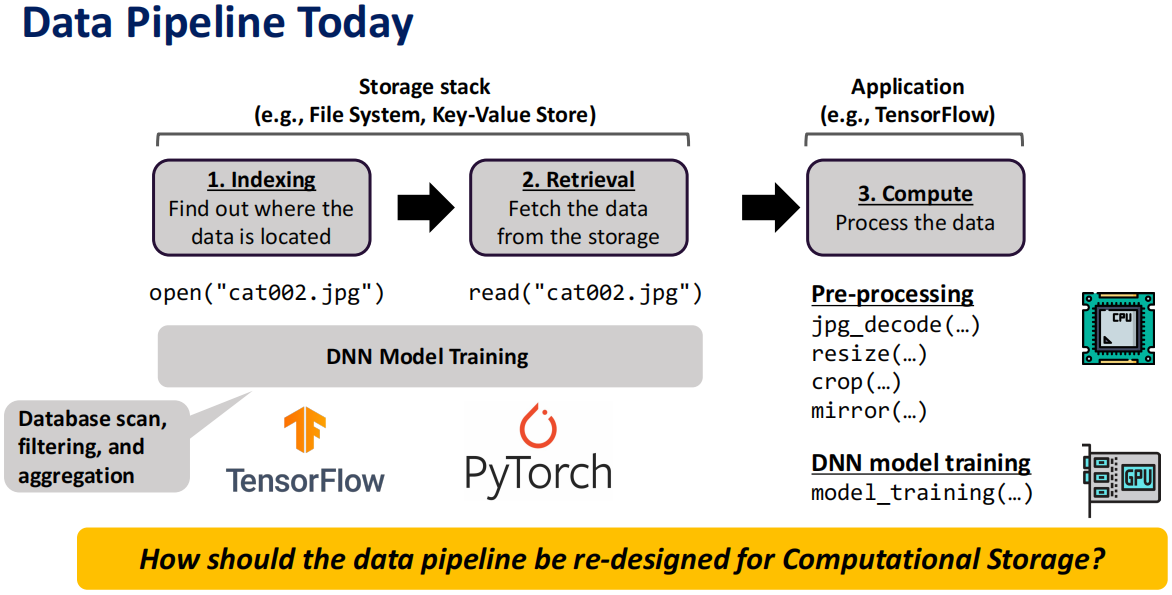 Data Pipeline Today
Storage stack
(e.g., File System, Key-Value Store)
Application
(e.g., TensorFlow)
1. Indexing
Find out where the
data is located
2. Retrieval
Fetch the data
from the storage
3. Compute
Process the data
open("cat002.jpg")
read("cat002.jpg")
Pre-processing
jpg_decode(…)
resize(…)
crop(…)
mirror(…)
CPU
DNN Model Training
Database scan,
filtering, and
aggregation
TensorFlow
PyTorch
DNN model training
model_training(…)
GPU
How should the data pipeline be re-designed for Computational Storage?